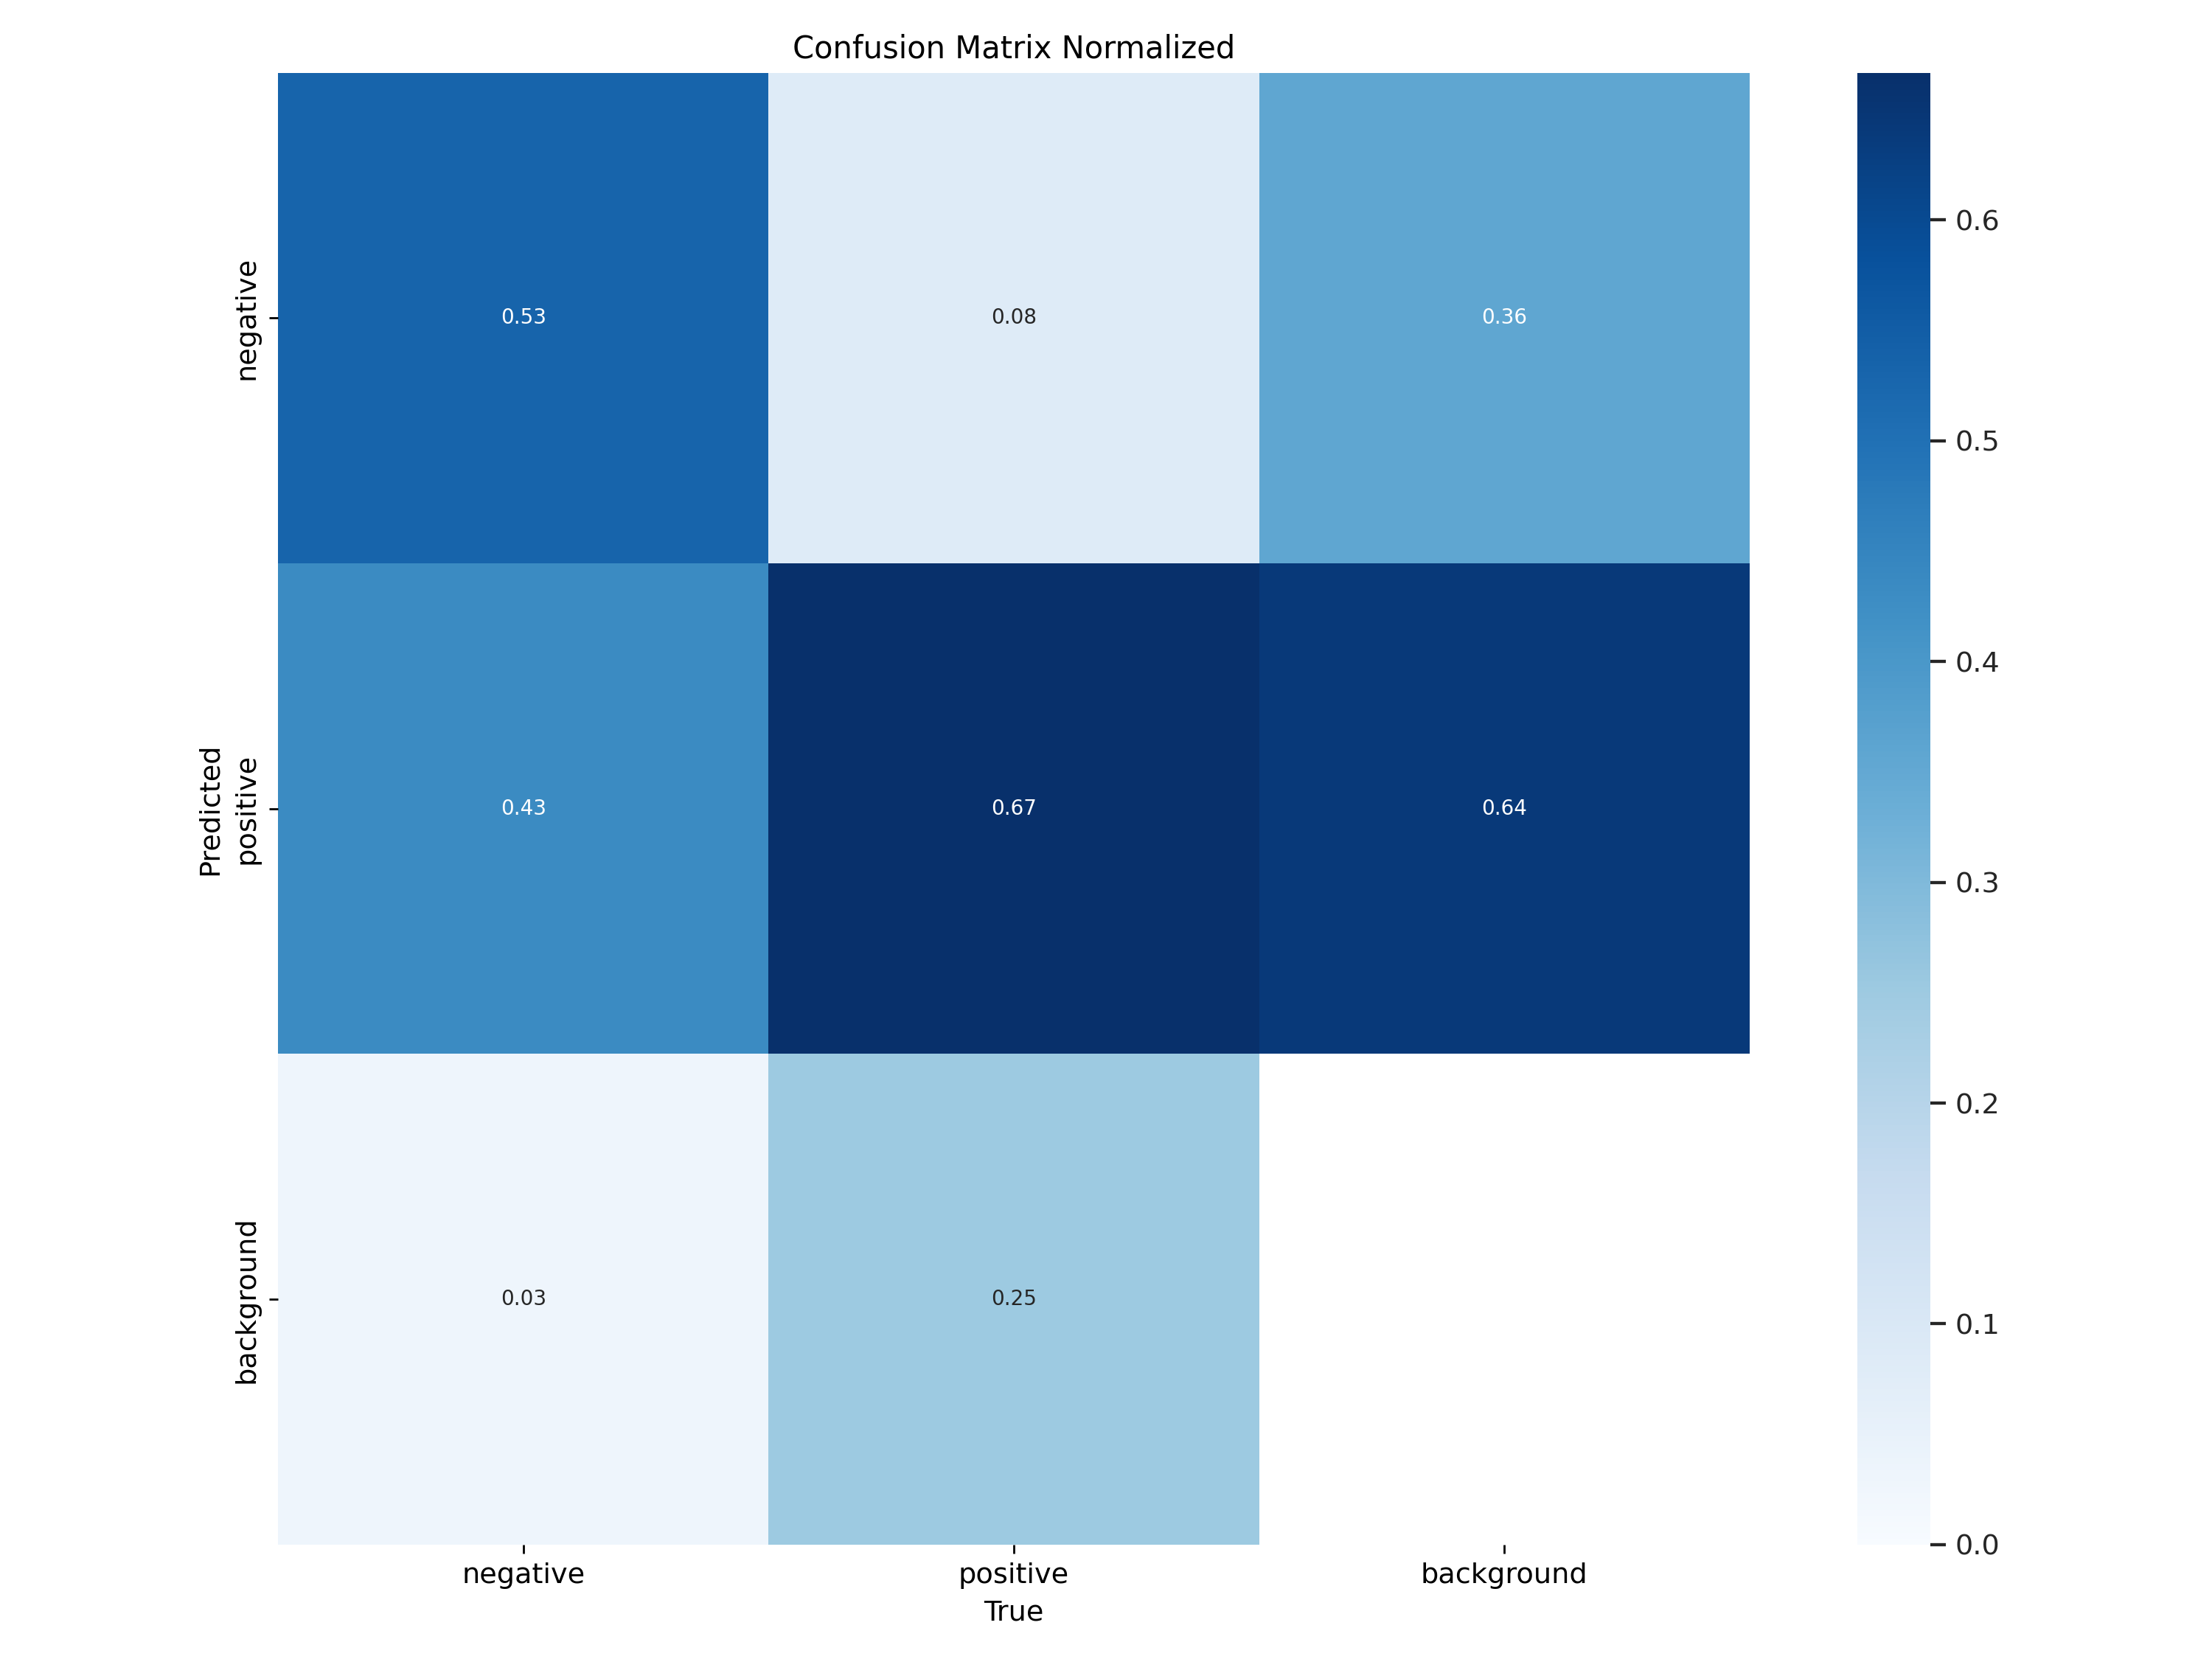 Confusion Matrix Normalized
negative
0.53
0.08
0.36
0.6
0.5
0.4
Predicted
positive
0.43
0.67
0.64
0.3
0.2
background
0.03
0.25
0.1
0.0
negative
positive
background
True